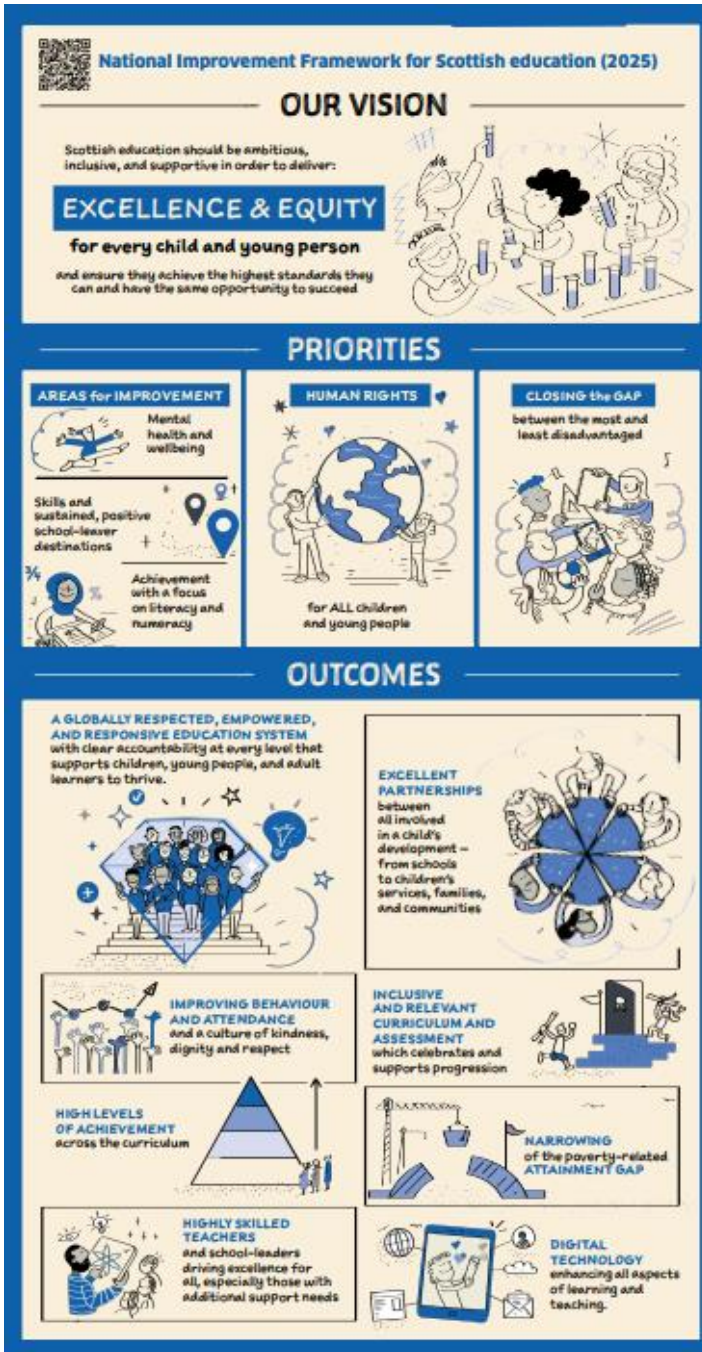 National Improvement Framework for Scottish education (2025)
OUR VISION
Scottish education should be ambitious,
inclusive, and supportive in order to deliver:
EXCELLENCE & EQUITY
for every child and young person
and ensure they achieve the highest standards they
can and have the same opportunity to succeed
PRIORITIES
AREAS for IMPROVEMENT
Mental
health and
wellbeing
Skills and
sustained, positive
school-leaver
destinations
3/4
%
Achievement
with a focus
on literacy and
numeracy
HUMAN RIGHTS
for ALL children
and young people
CLOSING the GAP
between the most and
least disadvantaged
OUTCOMES
A GLOBALLY RESPECTED, EMPOWERED,
AND RESPONSIVE EDUCATION SYSTEM
with clear accountability at every level that
supports children, young people, and adult
learners to thrive.
EXCELLENT
PARTNERSHIPS
between
all involved
in a child's
development –
from schools
to children's
services, families,
and communities
IMPROVING BEHAVIOUR
AND ATTENDANCE
and a culture of kindness,
dignity and respect
INCLUSIVE
AND RELEVANT
CURRICULUM AND
ASSESSMENT
which celebrates and
supports progression
HIGH LEVELS
OF ACHIEVEMENT
across the curriculum
NARROWING
of the poverty-related
ATTAINMENT GAP
HIGHLY SKILLED
TEACHERS
and school-leaders
driving excellence for
all, especially those with
additional support needs
DIGITAL
TECHNOLOGY
enhancing all aspects
of learning and
teaching.